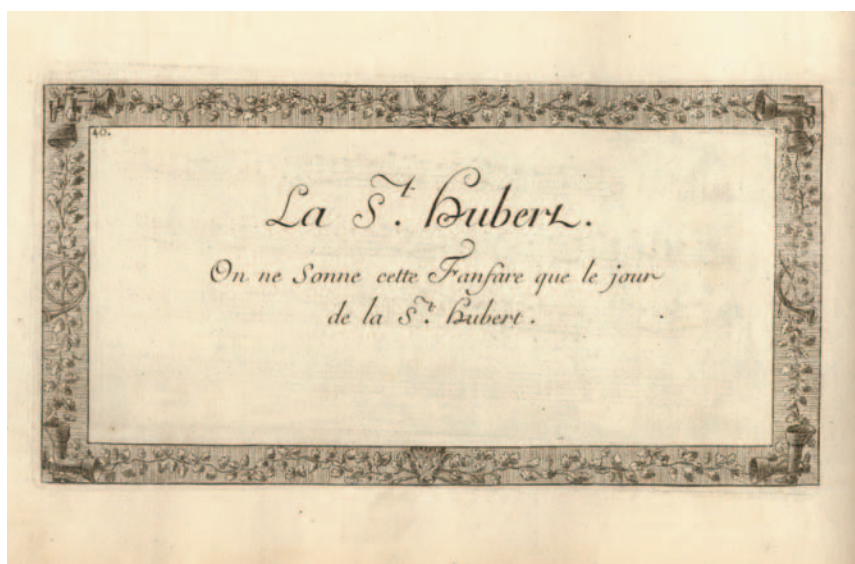 40.
La S.t hubert.
On ne Sonne cette Fanfare que le jour
de la S.t hubert.